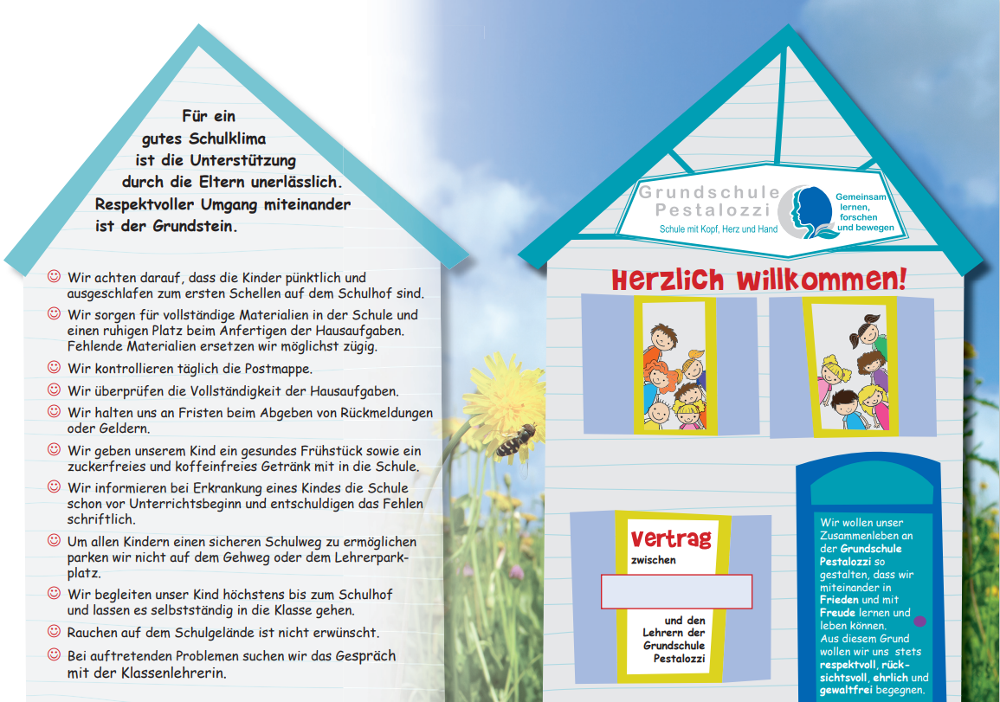 Für ein
gutes Schulklima
ist die Unterstützung
durch die Eltern unerlässlich.
Respektvoller Umgang miteinander
ist der Grundstein.
Wir achten darauf, dass die Kinder pünktlich und
ausgeschlafen zum ersten Schellen auf dem Schulhof sind.
Wir sorgen für vollständige Materialien in der Schule und
einen ruhigen Platz beim Anfertigen der Hausaufgaben.
Fehlende Materialien ersetzen wir möglichst zügig.
Wir kontrollieren täglich die Postmappe.
Wir überprüfen die Vollständigkeit der Hausaufgaben.
Wir halten uns an Fristen beim Abgeben von Rückmeldungen
oder Geldern.
Wir geben unserem Kind ein gesundes Frühstück sowie ein
zuckerfreies und koffeinfreies Getränk mit in die Schule.
Wir informieren bei Erkrankung eines Kindes die Schule
schon vor Unterrichtsbeginn und entschuldigen das Fehlen
schriftlich.
Um allen Kindern einen sicheren Schulweg zu ermöglichen
parken wir nicht auf dem Gehweg oder dem Lehrerpark-
platz.
Wir begleiten unser Kind höchstens bis zum Schulhof
und lassen es selbstständig in die Klasse gehen.
Rauchen auf dem Schulgelände ist nicht erwünscht.
Bei auftretenden Problemen suchen wir das Gespräch
mit der Klassenlehrerin.
Grundschule
Pestalozzi
Schule mit Kopf, Herz und Hand
Gemeinsam
lernen,
forschen
und bewegen
Herzlich Willkommen!
Vertrag
zwischen
und den
Lehrern der
Grundschule
Pestalozzi
Wir wollen unser
Zusammenleben an
der Grundschule
Pestalozzi so
gestalten, dass wir
miteinander in
Frieden und mit
Freude lernen und
leben können.
Aus diesem Grund
wollen wir uns stets
respektvoll, rück-
sichtsvoll, ehrlich und
gewaltfrei begegnen.